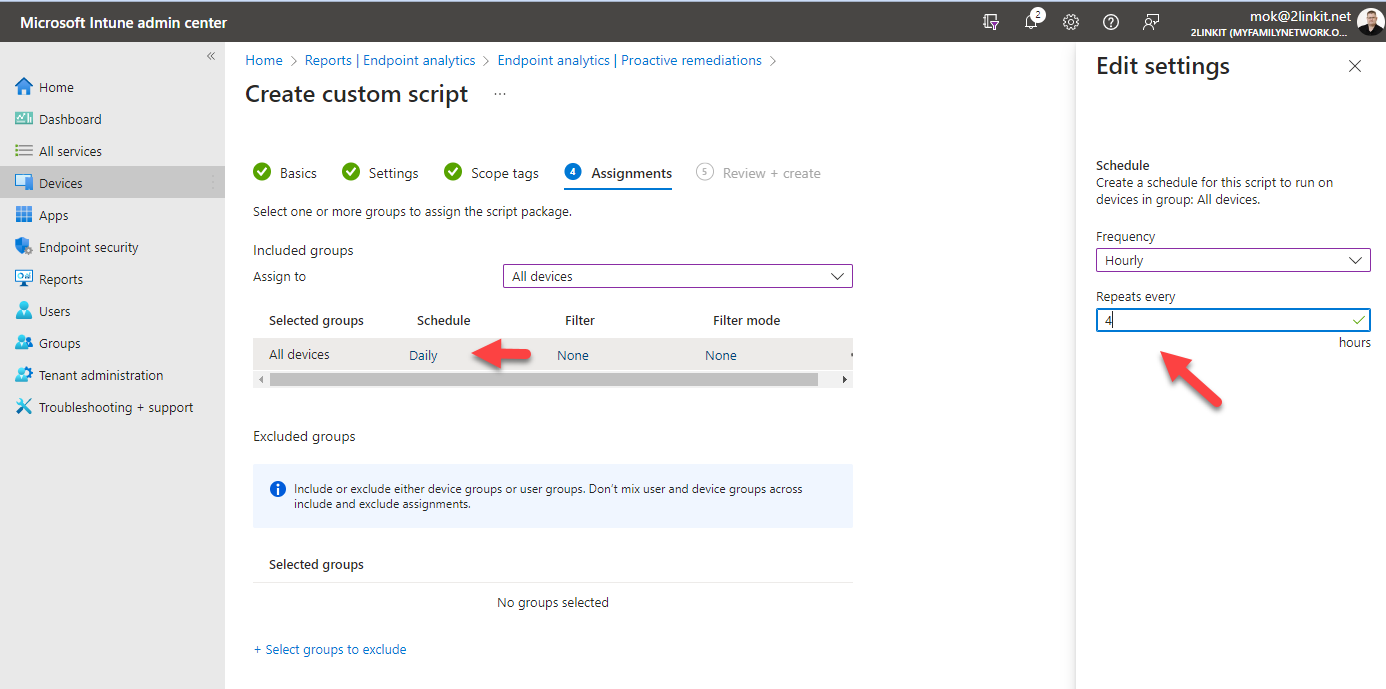 Microsoft Intune admin center
2
mok@2linkit.net
2LINKIT (MYFAMILYNETWORK.O...
«
Home
Dashboard
All services
Devices
Apps
Endpoint security
Reports
Users
Groups
Tenant administration
Troubleshooting + support
Home > Reports | Endpoint analytics > Endpoint analytics | Proactive remediations >
Create custom script ...
Basics
Settings
Scope tags
4 Assignments
5 Review + create
Select one or more groups to assign the script package.
Included groups
Assign to
All devices
Selected groups Schedule Filter Filter mode
All devices Daily None None
Excluded groups
Include or exclude either device groups or user groups. Don't mix user and device groups across
include and exclude assignments.
Selected groups
No groups selected
+ Select groups to exclude
Edit settings
Schedule
Create a schedule for this script to run on
devices in group: All devices.
Frequency
Hourly
Repeats every
4
hours